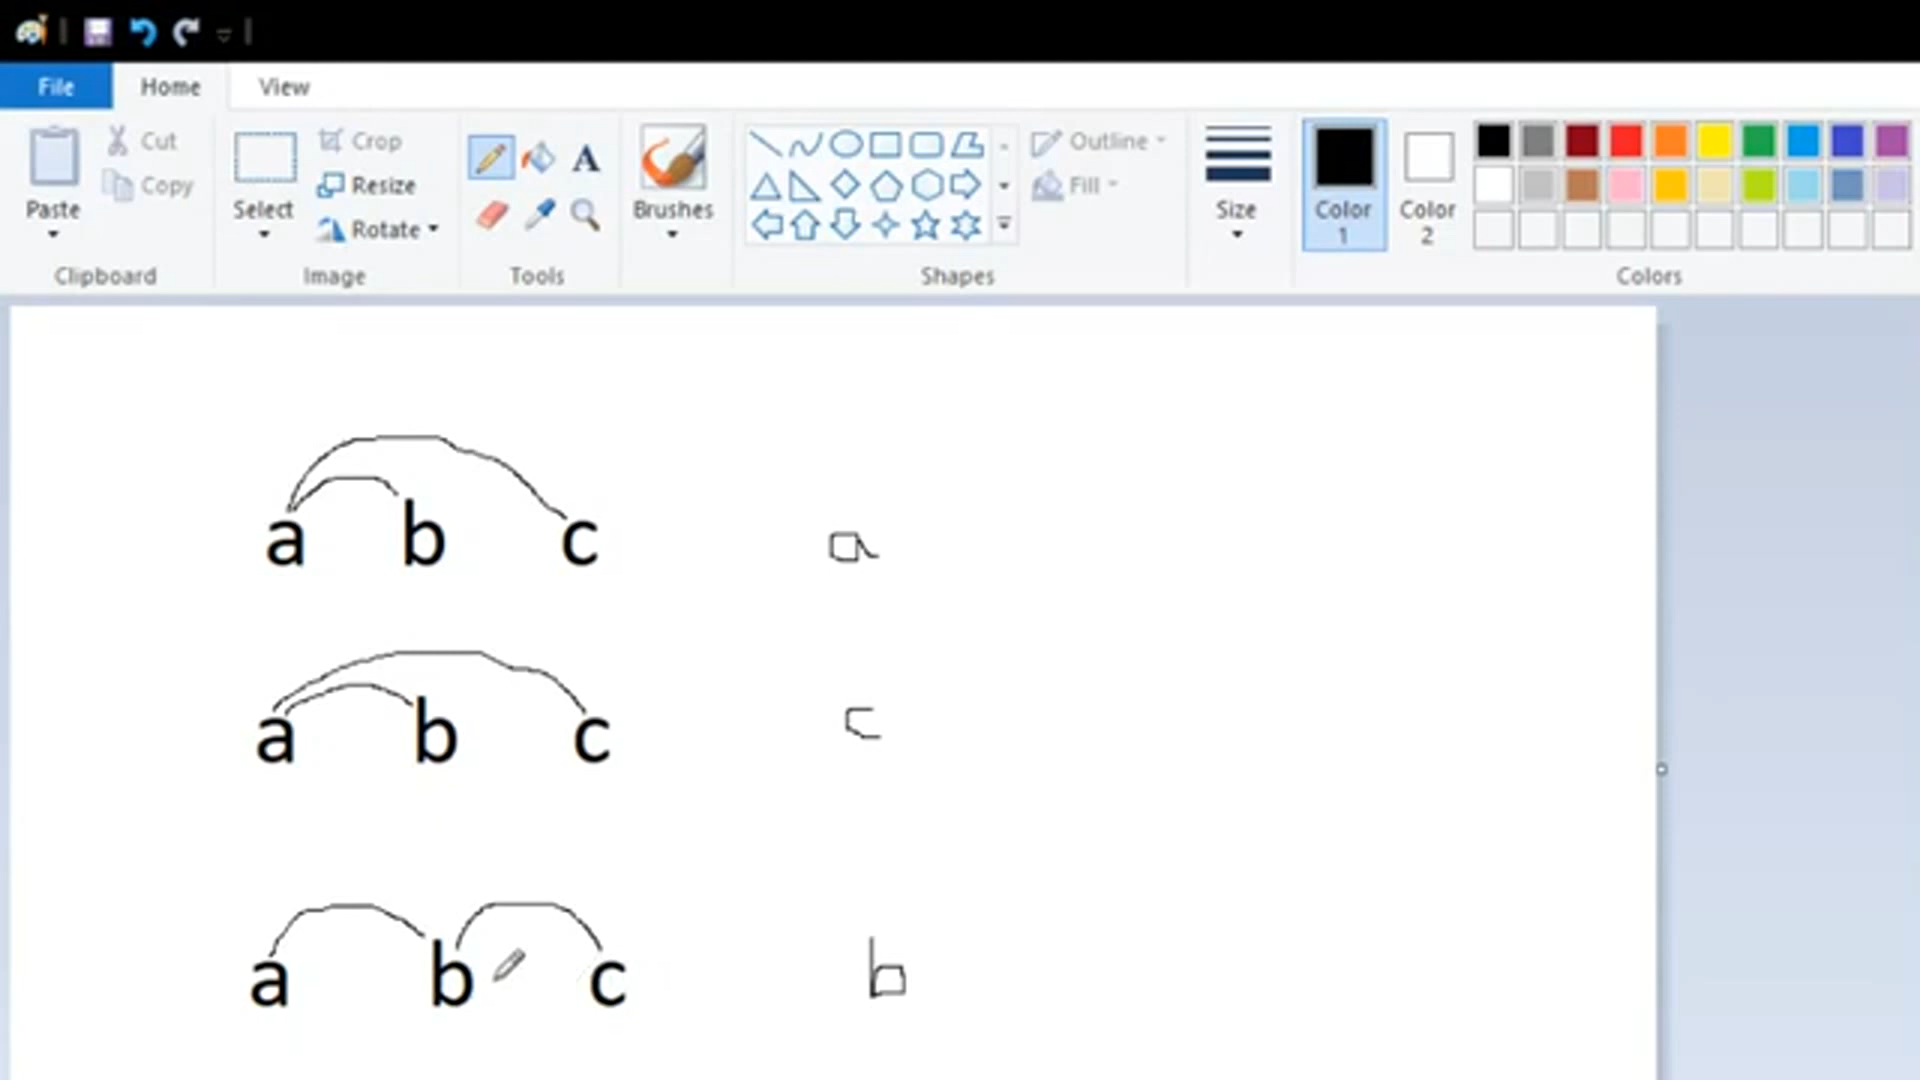 File Home View
Cut Crop Outline
Copy Resize Fill
Paste Select Rotate Brushes Size Color 1 Color 2
Clipboard Image Tools Shapes Colors
a b c a
a b c c
a b c b